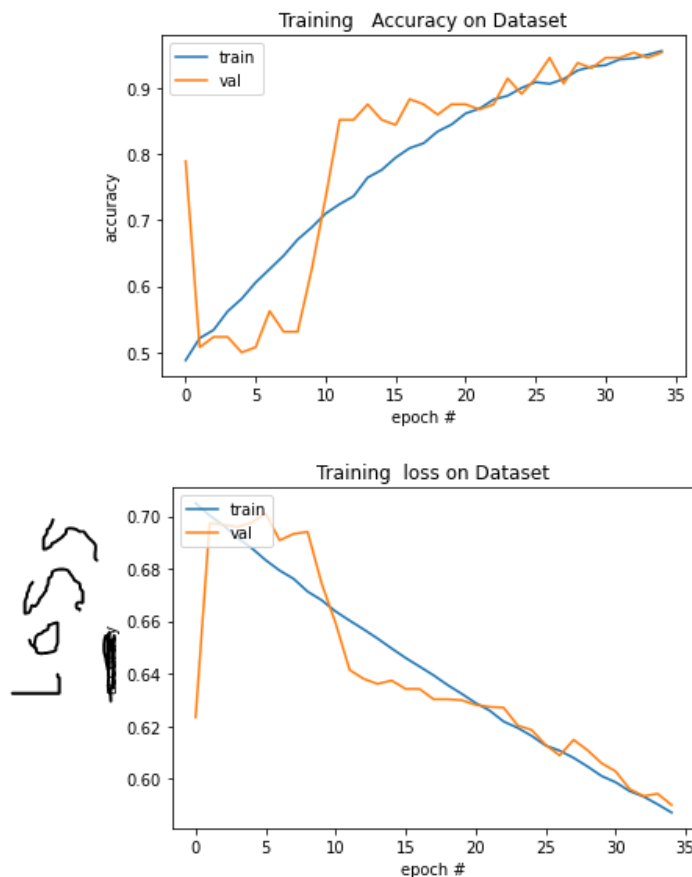 Training   Accuracy on Dataset
train
val
0.9
0.8
0.7
0.6
0.5
accuracy
0 5 10 15 20 25 30 35
epoch #
Training  loss on Dataset
train
val
0.70
0.68
0.66
0.64
0.62
0.60
Loss
y
0 5 10 15 20 25 30 35
epoch #